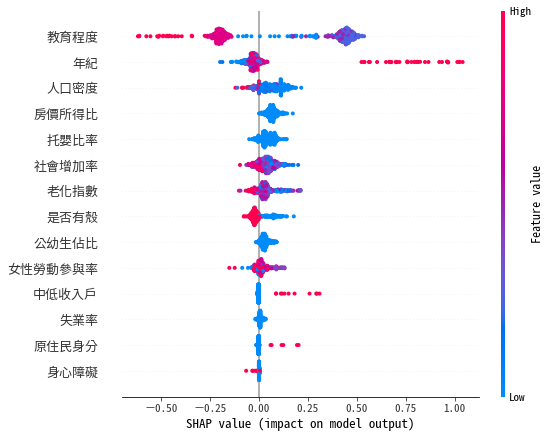 High
教育程度
年紀
人口密度
房價所得比
托嬰比率
社會增加率
老化指數
是否有殼
公幼生佔比
女性勞動參與率
中低收入戶
失業率
原住民身分
身心障礙
Feature value
Low
−0.50 −0.25 0.00 0.25 0.50 0.75 1.00
SHAP value (impact on model output)